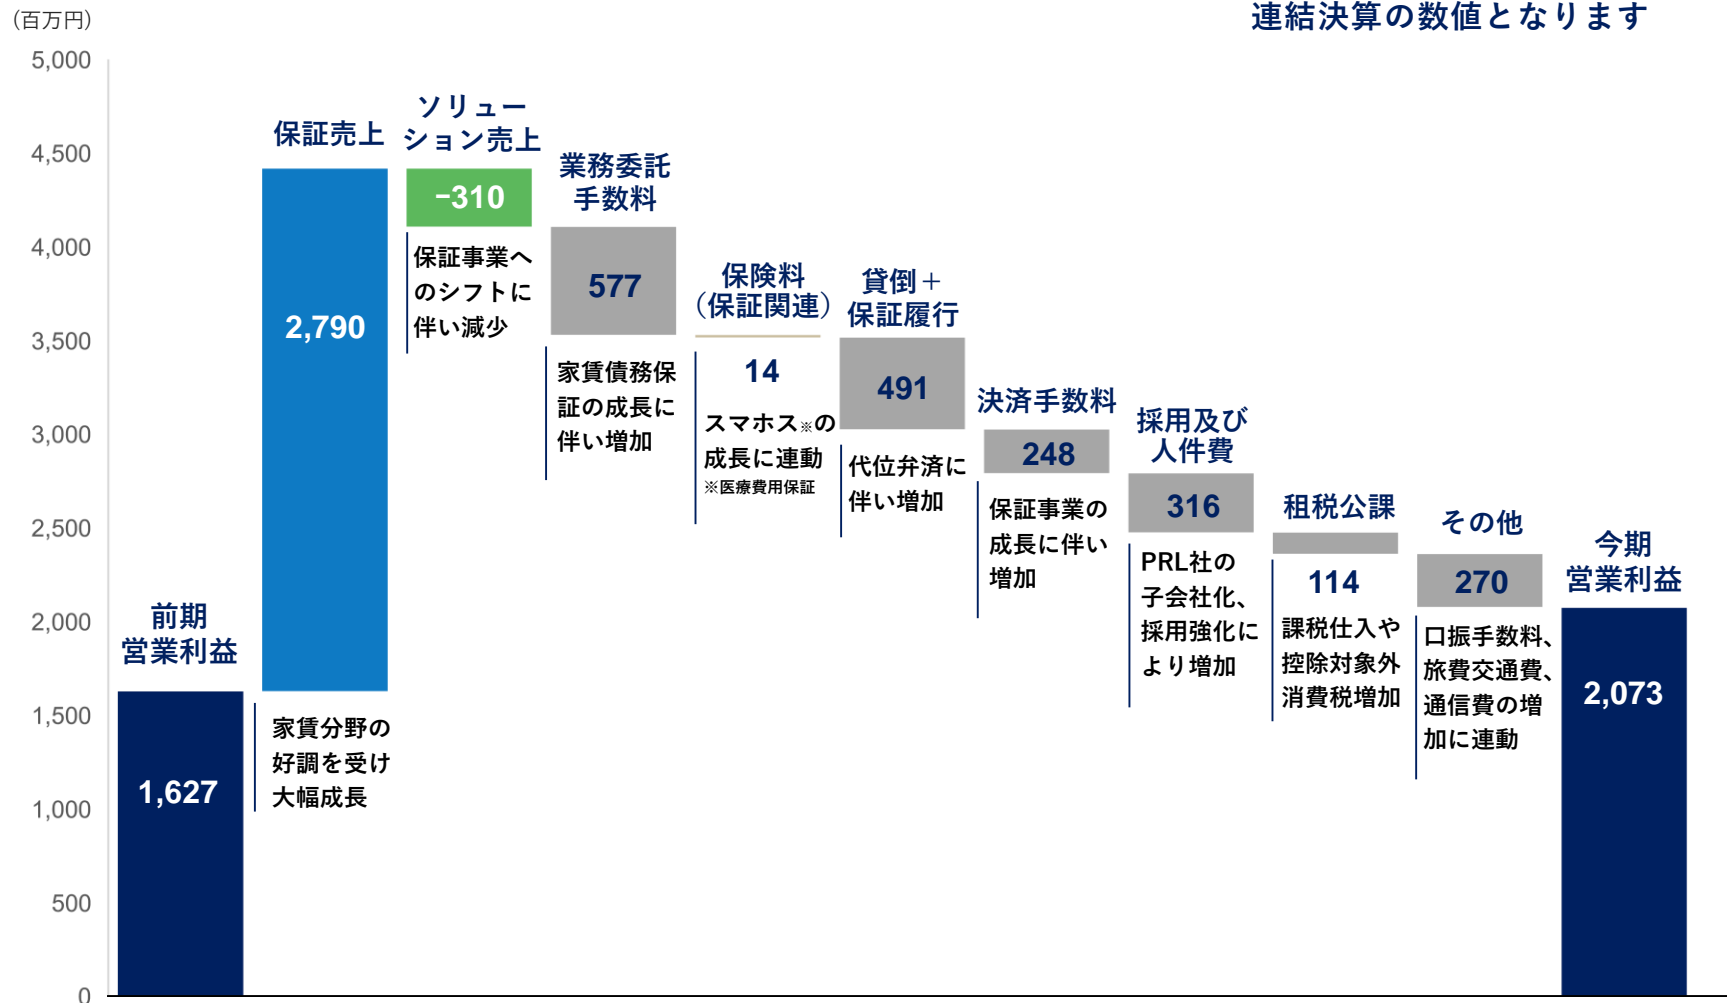 （百万円）
連結決算の数値となります
5,000
4,500
4,000
3,500
3,000
2,500
2,000
1,500
1,000
500
0
前期
営業利益
1,627
保証売上
2,790
家賃分野の
好調を受け
大幅成長
ソリュー
ション売上
−310
保証事業へ
のシフトに
伴い減少
業務委託
手数料
577
家賃債務保
証の成長に
伴い増加
保険料
（保証関連）
14
スマホス※の
成長に連動
※医療費用保証
貸倒＋
保証履行
491
代位弁済に
伴い増加
決済手数料
248
保証事業の
成長に伴い
増加
採用及び
人件費
316
PRL社の
子会社化、
採用強化に
より増加
租税公課
114
課税仕入や
控除対象外
消費税増加
その他
270
口振手数料、
旅費交通費、
通信費の増
加に連動
今期
営業利益
2,073